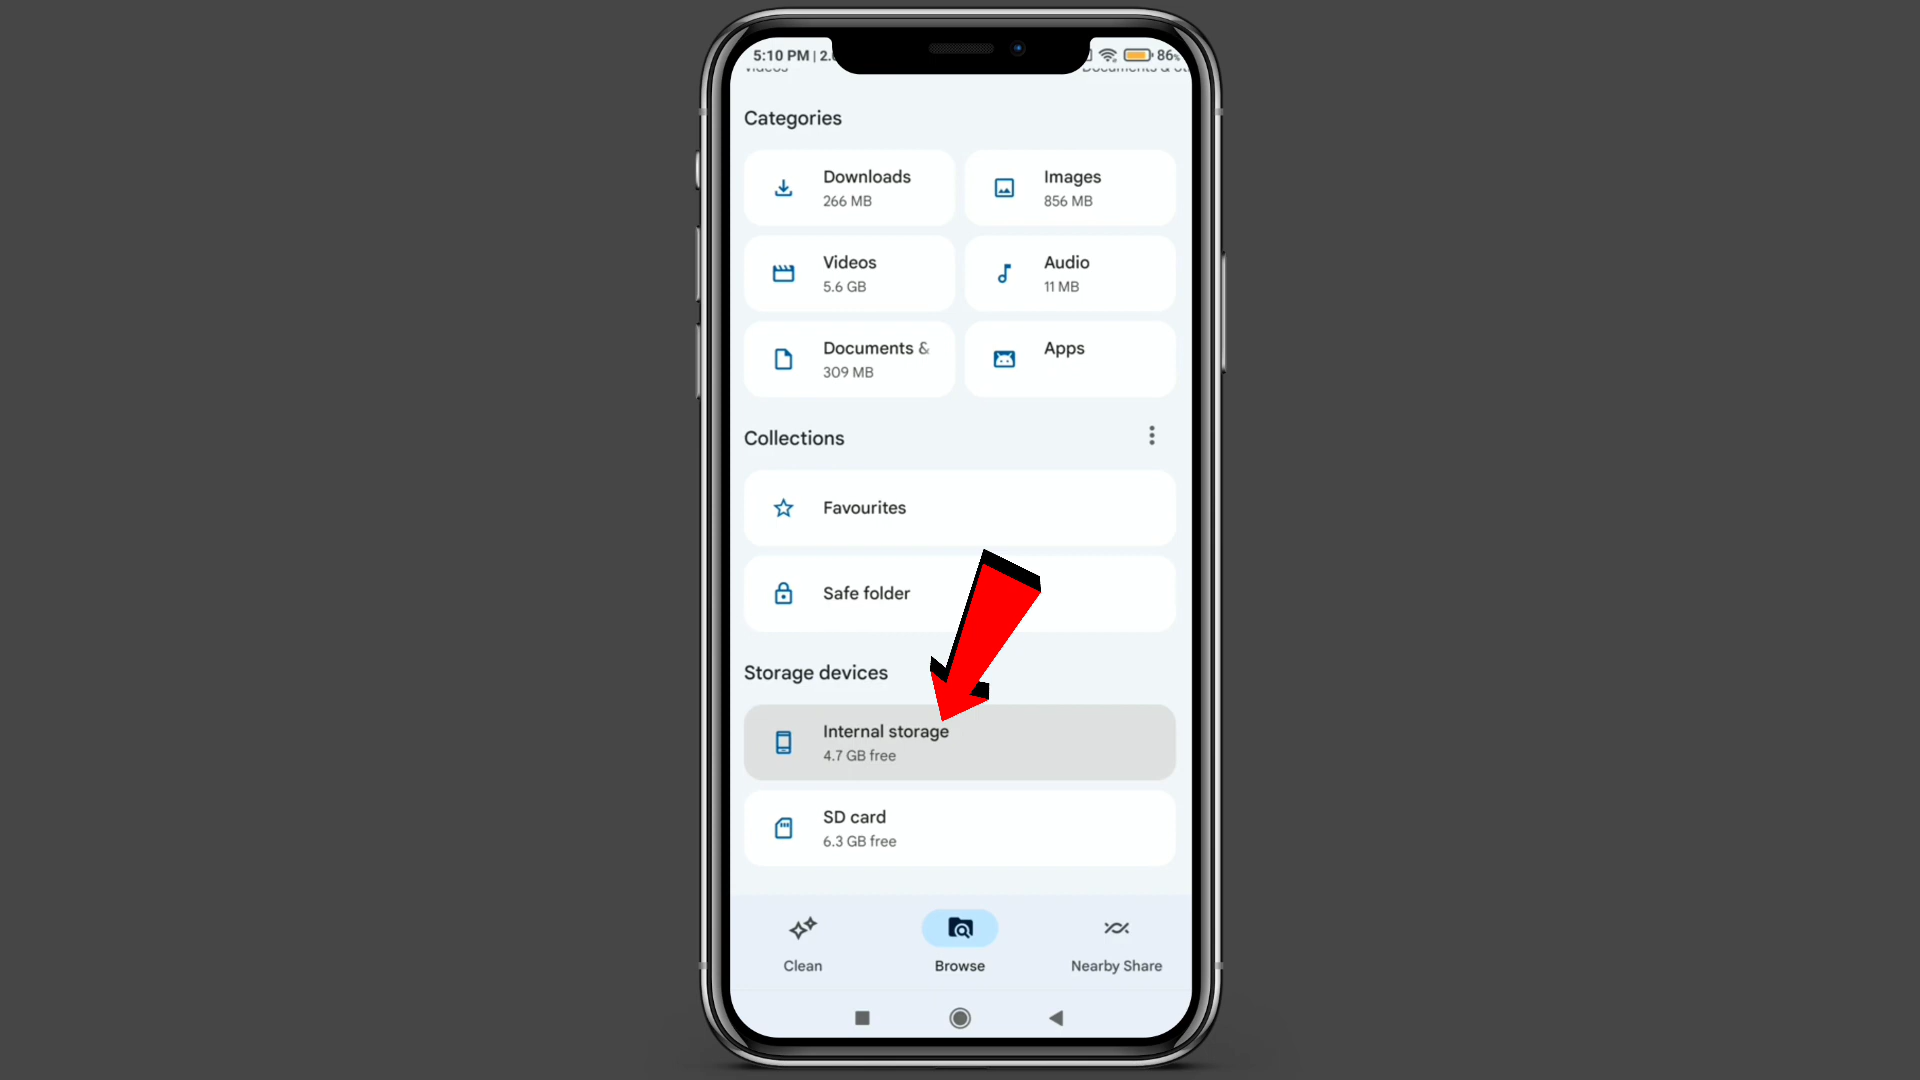 5:10 PM | 2.
86%
Categories
Downloads
266 MB
Images
856 MB
Videos
5.6 GB
Audio
11 MB
Documents &
309 MB
Apps
Collections
Favourites
Safe folder
Storage devices
Internal storage
4.7 GB free
SD card
6.3 GB free
Clean
Browse
Nearby Share